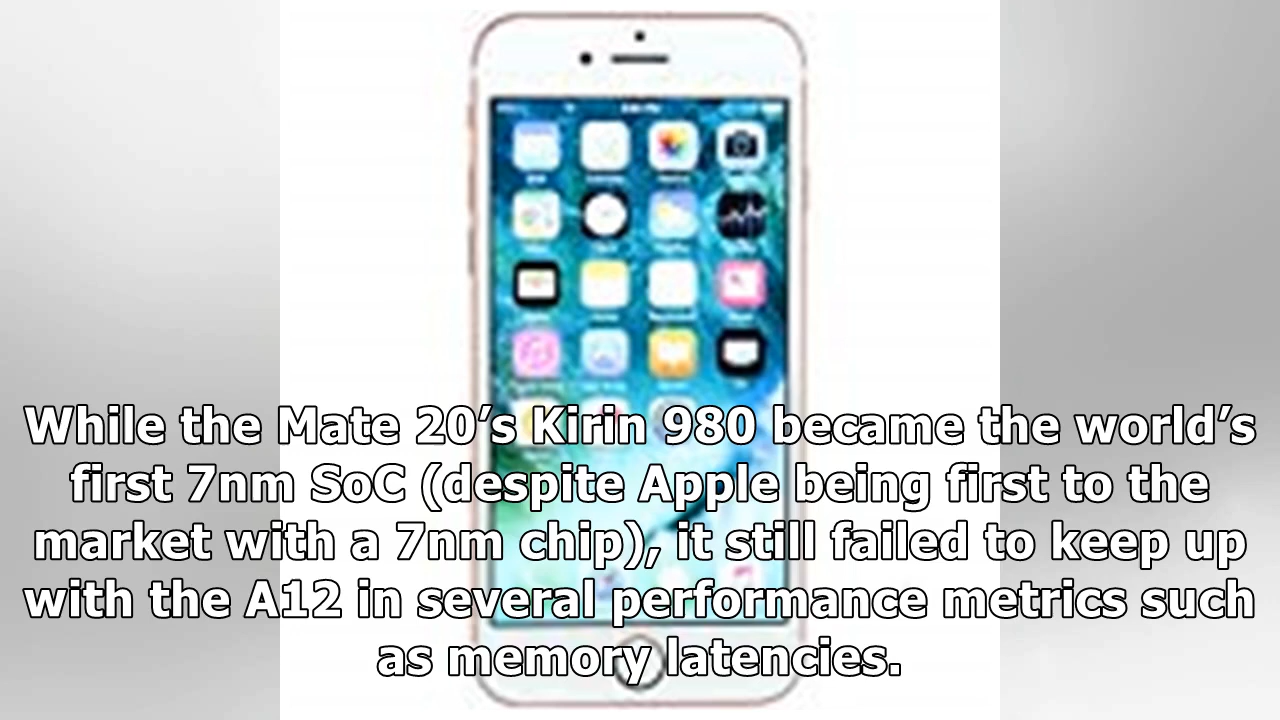 While the Mate 20’s Kirin 980 became the world’s
first 7nm SoC (despite Apple being first to the
market with a 7nm chip), it still failed to keep up
with the A12 in several performance metrics such
as memory latencies.